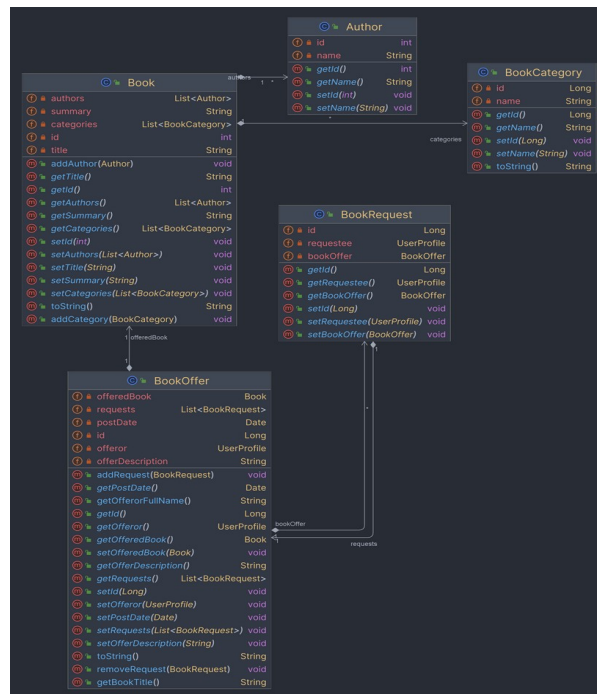 Author
id int
name String
getId() int
getName() String
setId(int) void
setName(String) void
BookCategory
id Long
name String
getId() Long
getName() String
setId(Long) void
setName(String) void
toString() String
Book
authors List<Author>
summary String
categories List<BookCategory>
id int
title String
addAuthor(Author) void
getTitle() String
getId() int
getAuthors() List<Author>
getSummary() String
getCategories() List<BookCategory>
setId(int) void
setAuthors(List<Author>) void
setTitle(String) void
setSummary(String) void
setCategories(List<BookCategory>) void
toString() String
addCategory(BookCategory) void
authors
1 *
1
*
categories
BookRequest
id Long
requestee UserProfile
bookOffer BookOffer
getId() Long
getRequestee() UserProfile
getBookOffer() BookOffer
setId(Long) void
setRequestee(UserProfile) void
setBookOffer(BookOffer) void
1
1 offeredBook
1
*
BookOffer
offeredBook Book
requests List<BookRequest>
postDate Date
id Long
offeror UserProfile
offerDescription String
addRequest(BookRequest) void
getPostDate() Date
getOfferorFullName() String
getId() Long
getOfferor() UserProfile
getOfferedBook() Book
setOfferedBook(Book) void
getOfferDescription() String
getRequests() List<BookRequest>
setId(Long) void
setOfferor(UserProfile) void
setPostDate(Date) void
setRequests(List<BookRequest>) void
setOfferDescription(String) void
toString() String
removeRequest(BookRequest) void
getBookTitle() String
bookOffer
1
requests